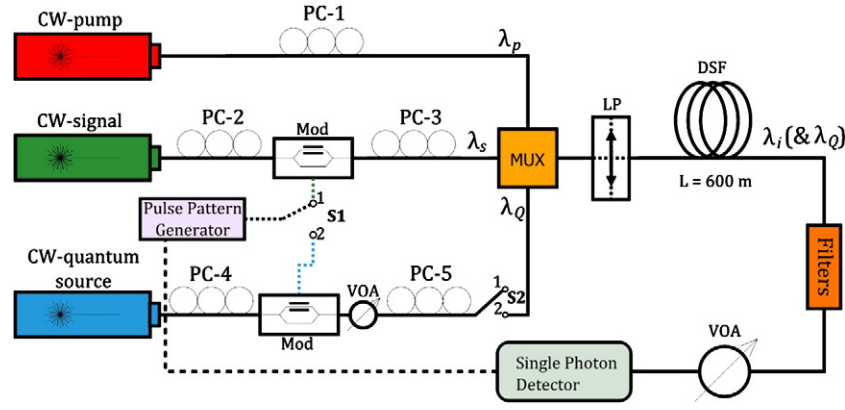 CW-pump
PC-1
λp
CW-signal
PC-2
Mod
PC-3
λs
MUX
LP
DSF
L = 600 m
λi(& λQ)
Pulse Pattern
Generator
1
S1
2
λQ
CW-quantum
source
PC-4
Mod
VOA
PC-5
1
S2
2
Filters
VOA
Single Photon
Detector